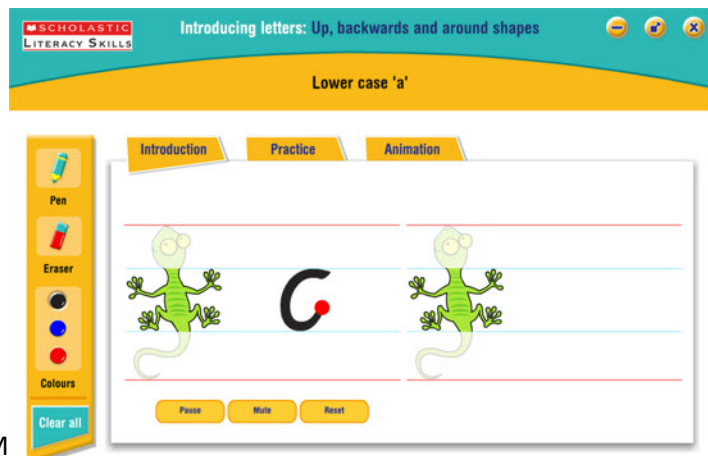 SCHOLASTIC
LITERACY SKILLS
Introducing letters: Up, backwards and around shapes
Lower case 'a'
Introduction
Practice
Animation
Pen
Eraser
Colours
Clear all
Pause
Mute
Reset
M